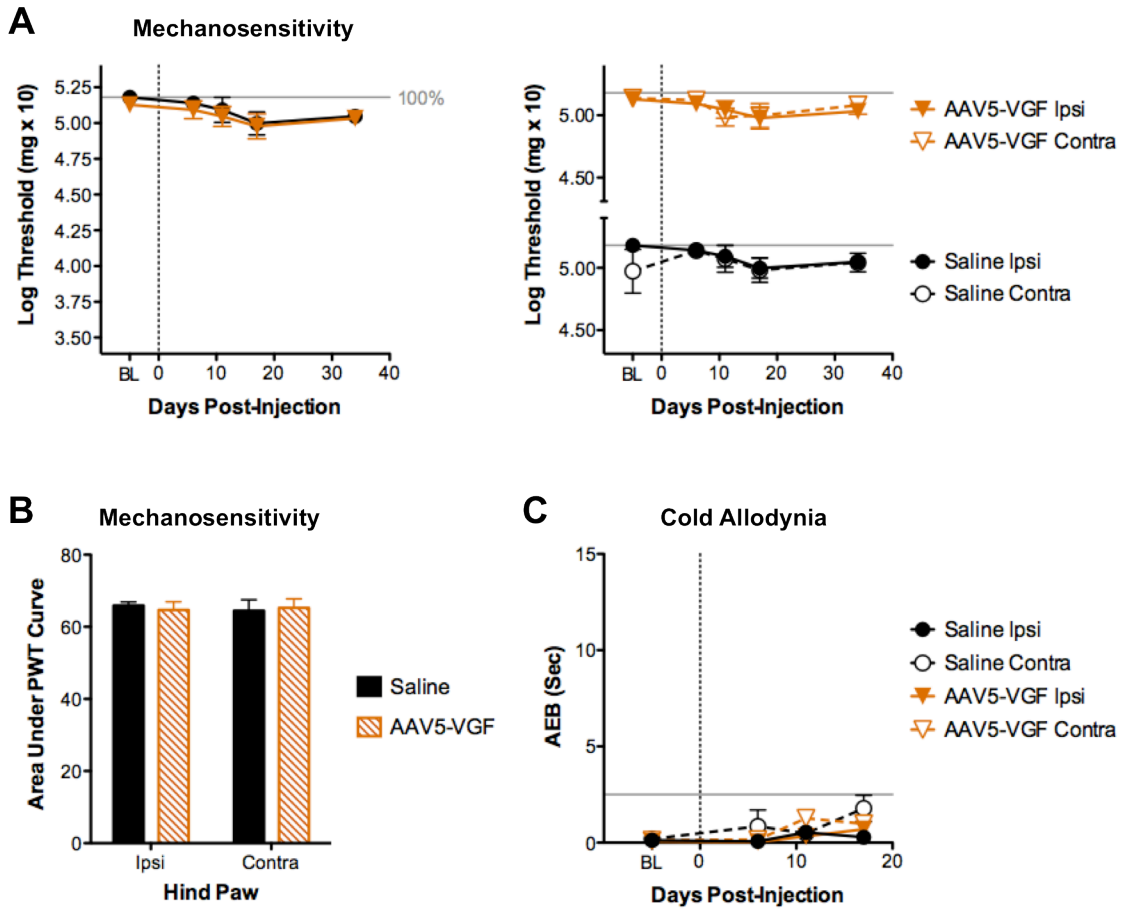 A
Mechanosensitivity
Log Threshold (mg x 10)
5.25
5.00
4.75
4.50
4.25
4.00
3.75
3.50
100%
BL 0 10 20 30 40
Days Post-Injection
Log Threshold (mg x 10)
5.00
4.50
5.00
4.50
BL 0 10 20 30 40
Days Post-Injection
AAV5-VGF Ipsi
AAV5-VGF Contra
Saline Ipsi
Saline Contra
B
Mechanosensitivity
Area Under PWT Curve
80
60
40
20
0
Ipsi Contra
Hind Paw
Saline
AAV5-VGF
C
Cold Allodynia
AEB (Sec)
15
10
5
0
BL 0 10 20
Days Post-Injection
Saline Ipsi
Saline Contra
AAV5-VGF Ipsi
AAV5-VGF Contra